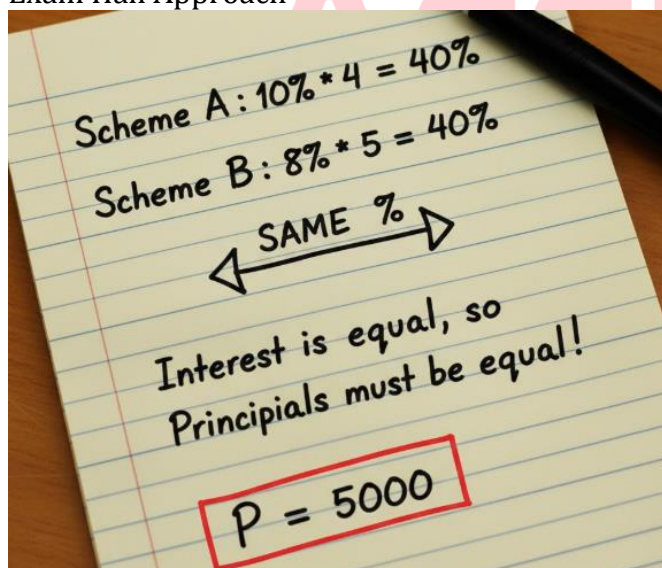 Exam Hall Approach
Scheme A : 10% * 4 = 40%
Scheme B : 8% * 5 = 40%
SAME %
Interest is equal, so
Principials must be equal!
P = 5000